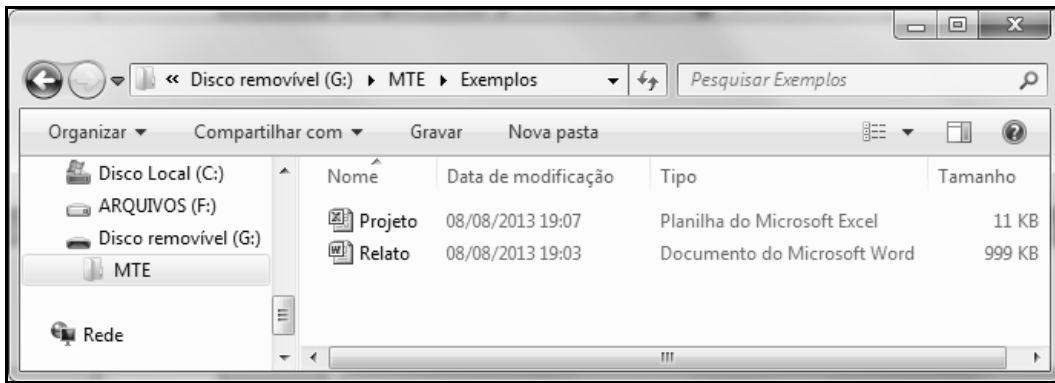 « Disco removível (G:) ▸ MTE ▸ Exemplos
Pesquisar Exemplos
Organizar Compartilhar com Gravar Nova pasta
Disco Local (C:)
ARQUIVOS (F:)
Disco removível (G:)
MTE
Rede
Nome Data de modificação Tipo Tamanho
Projeto 08/08/2013 19:07 Planilha do Microsoft Excel 11 KB
Relato 08/08/2013 19:03 Documento do Microsoft Word 999 KB